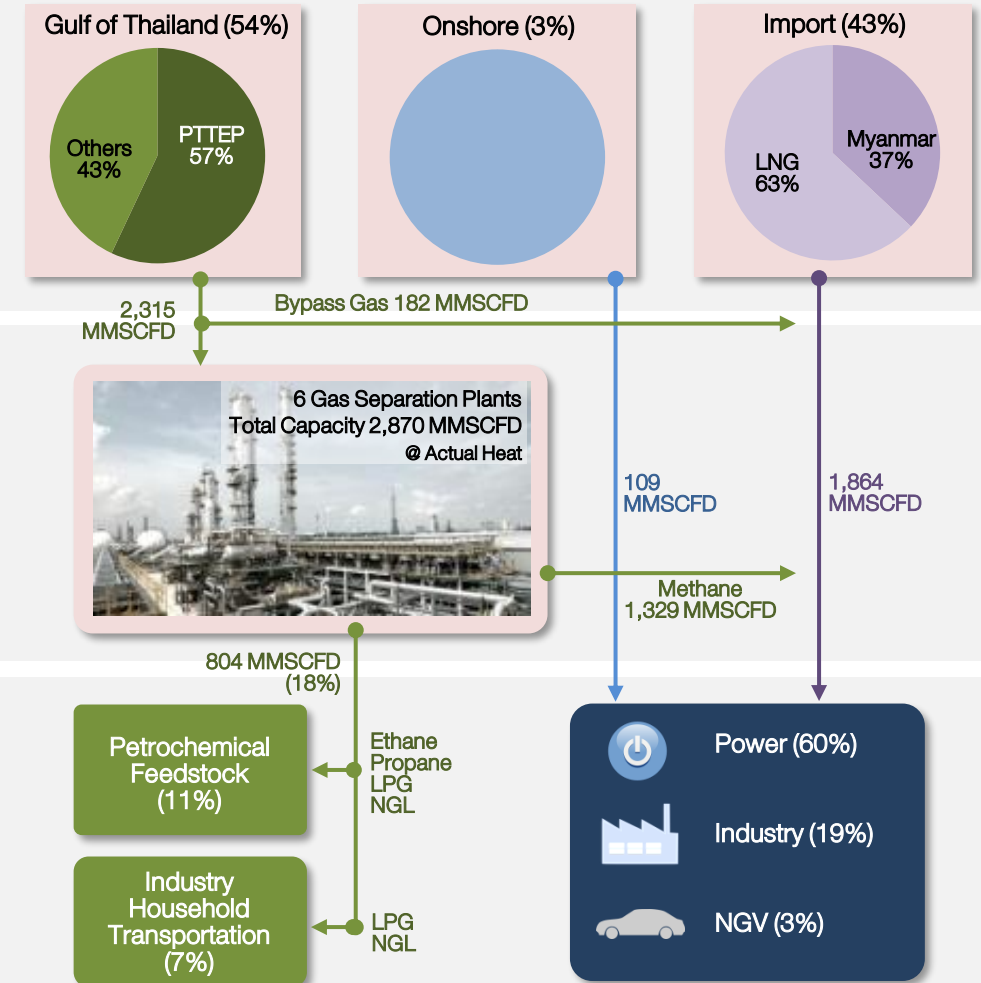 Gulf of Thailand (54%)
Onshore (3%)
Import (43%)
Others
43%
PTTEP
57%
LNG
63%
Myanmar
37%
2,315
MMSCFD
Bypass Gas 182 MMSCFD
6 Gas Separation Plants
Total Capacity 2,870 MMSCFD
@ Actual Heat
109
MMSCFD
1,864
MMSCFD
Methane
1,329 MMSCFD
804 MMSCFD
(18%)
Petrochemical
Feedstock
(11%)
Ethane
Propane
LPG
NGL
Industry
Household
Transportation
(7%)
LPG
NGL
Power (60%)
Industry (19%)
NGV (3%)